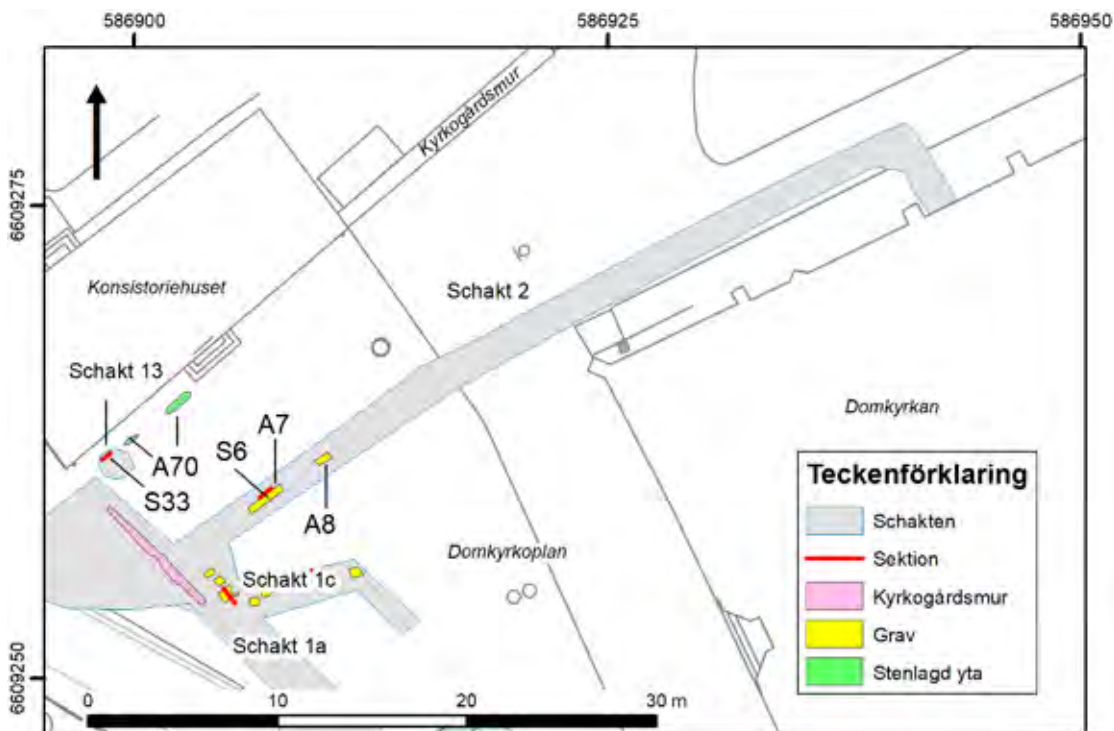 586900
586925
586950
6609275
6609250
Kyrkogårdsmur
Konsistoriehuset
Schakt 2
Schakt 13
A7
S6
A70
S33
A8
Domkyrkan
Domkyrkoplan
Schakt 1c
Schakt 1a
Teckenförklaring
Schakten
Sektion
Kyrkogårdsmur
Grav
Stenlagd yta
0 10 20 30 m